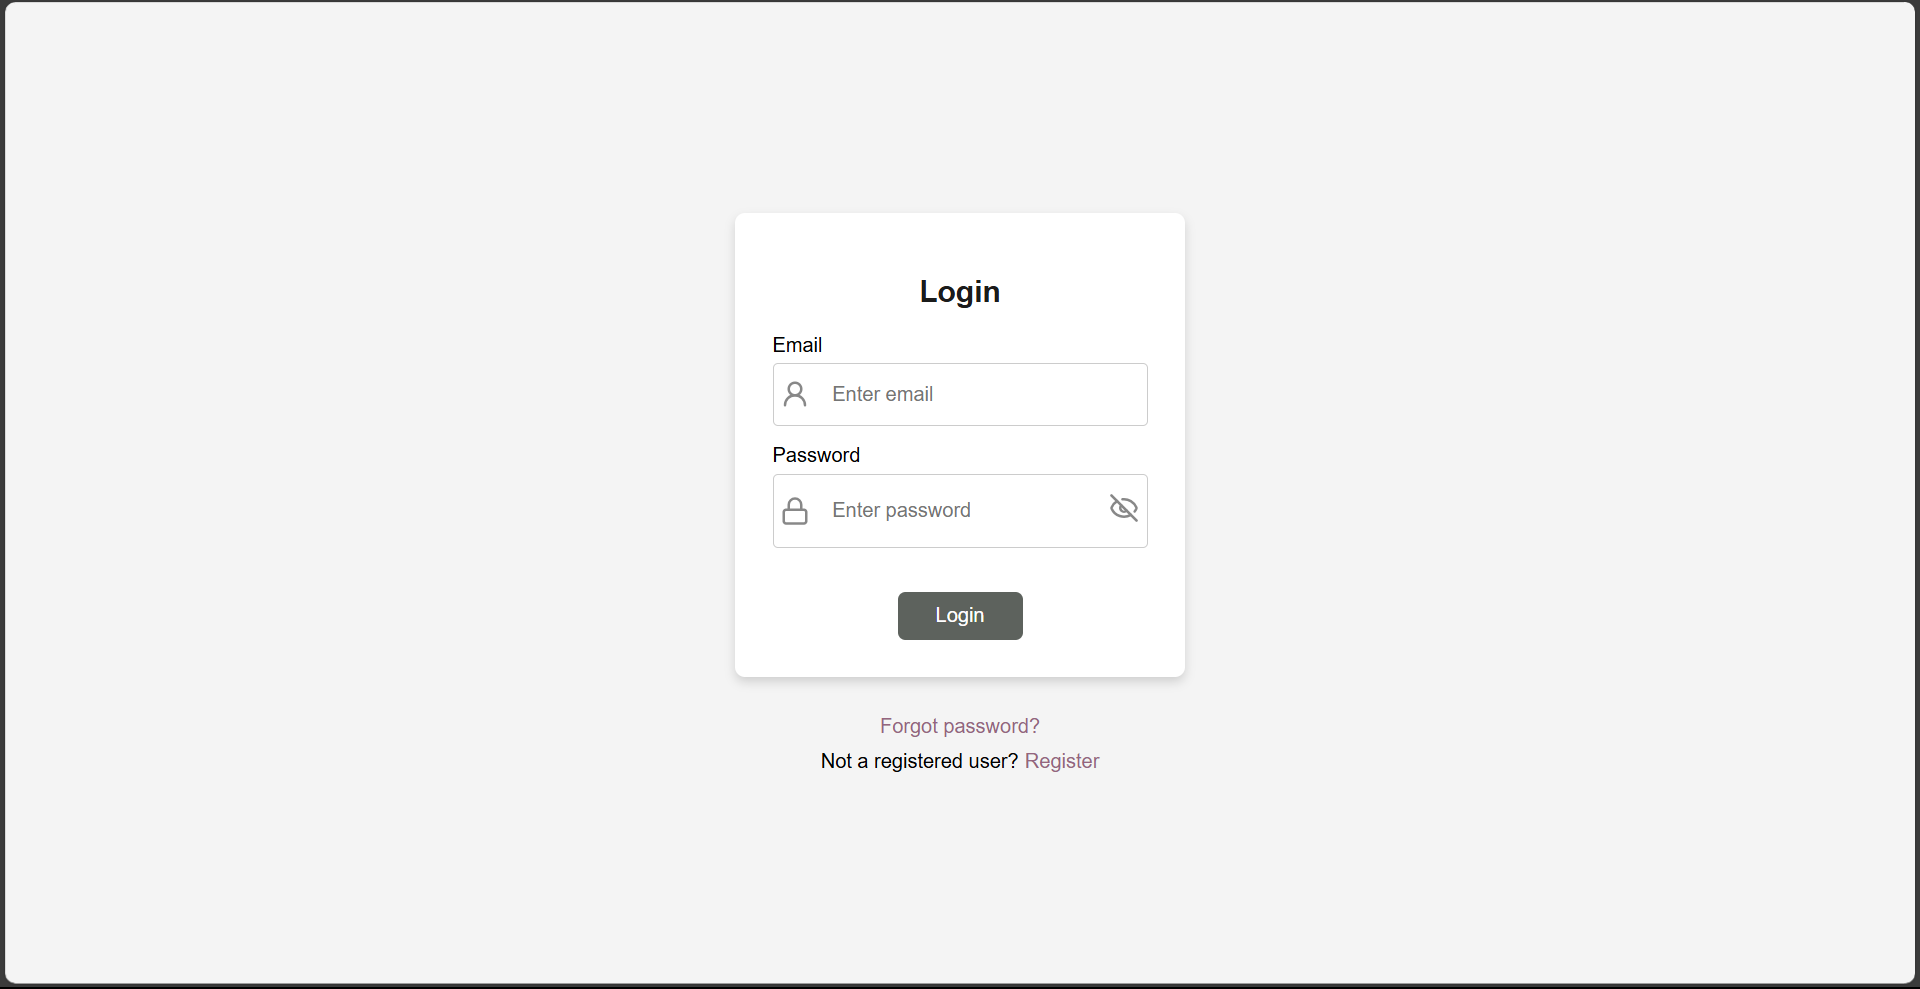 Login
Email
Enter email
Password
Enter password
Login
Forgot password?
Not a registered user? Register